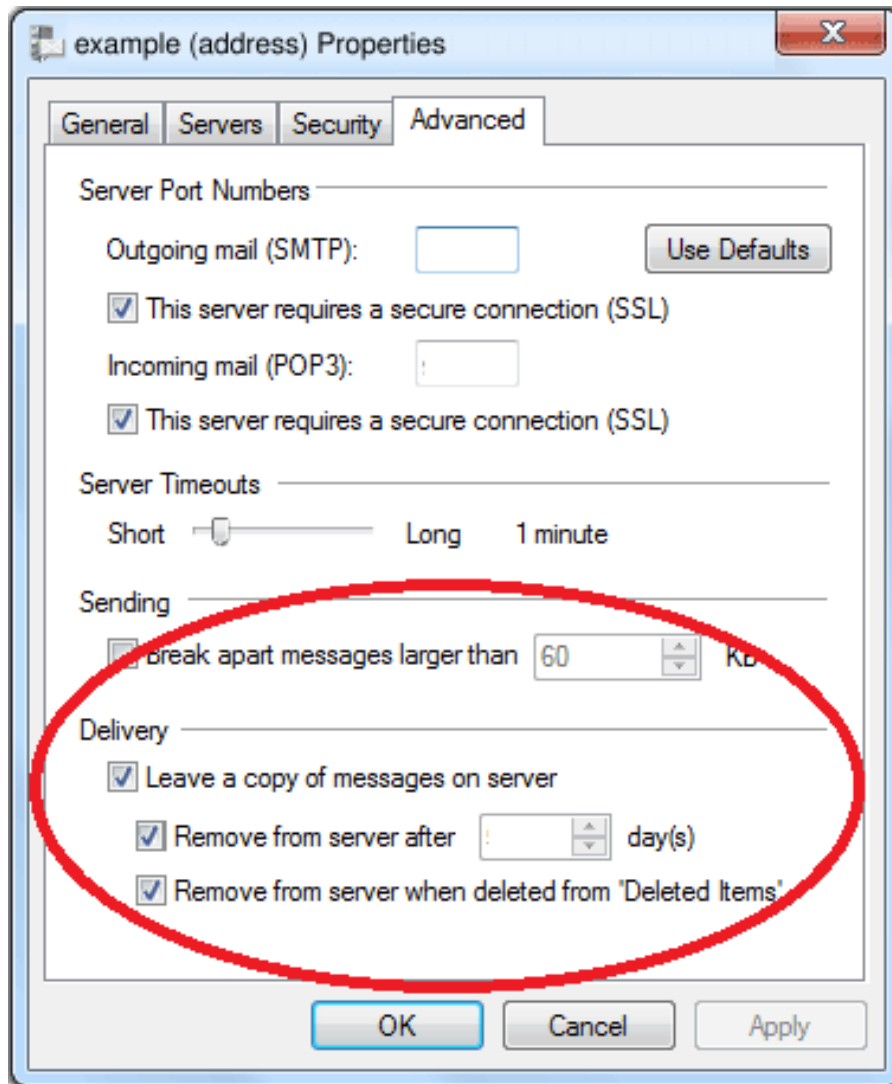 example (address) Properties
General Servers Security Advanced
Server Port Numbers
Outgoing mail (SMTP): Use Defaults
This server requires a secure connection (SSL)
Incoming mail (POP3):
This server requires a secure connection (SSL)
Server Timeouts
Short Long 1 minute
Sending
Break apart messages larger than 60 KB
Delivery
Leave a copy of messages on server
Remove from server after day(s)
Remove from server when deleted from 'Deleted Items'
OK Cancel Apply